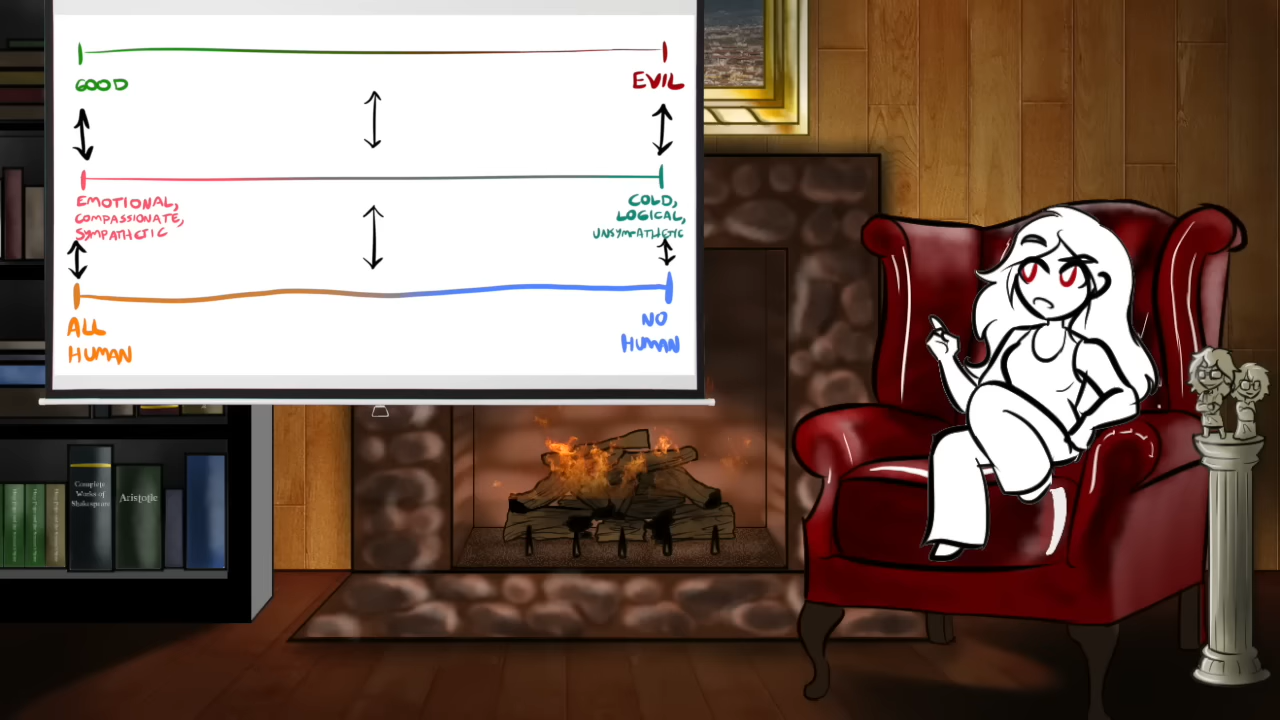 GOOD
EVIL
EMOTIONAL,
COMPASSIONATE,
SYMPATHETIC
COLD,
LOGICAL,
UNSYMPATHETIC
ALL
HUMAN
NO
HUMAN
Complete
Works of
Shakespeare
Aristotle